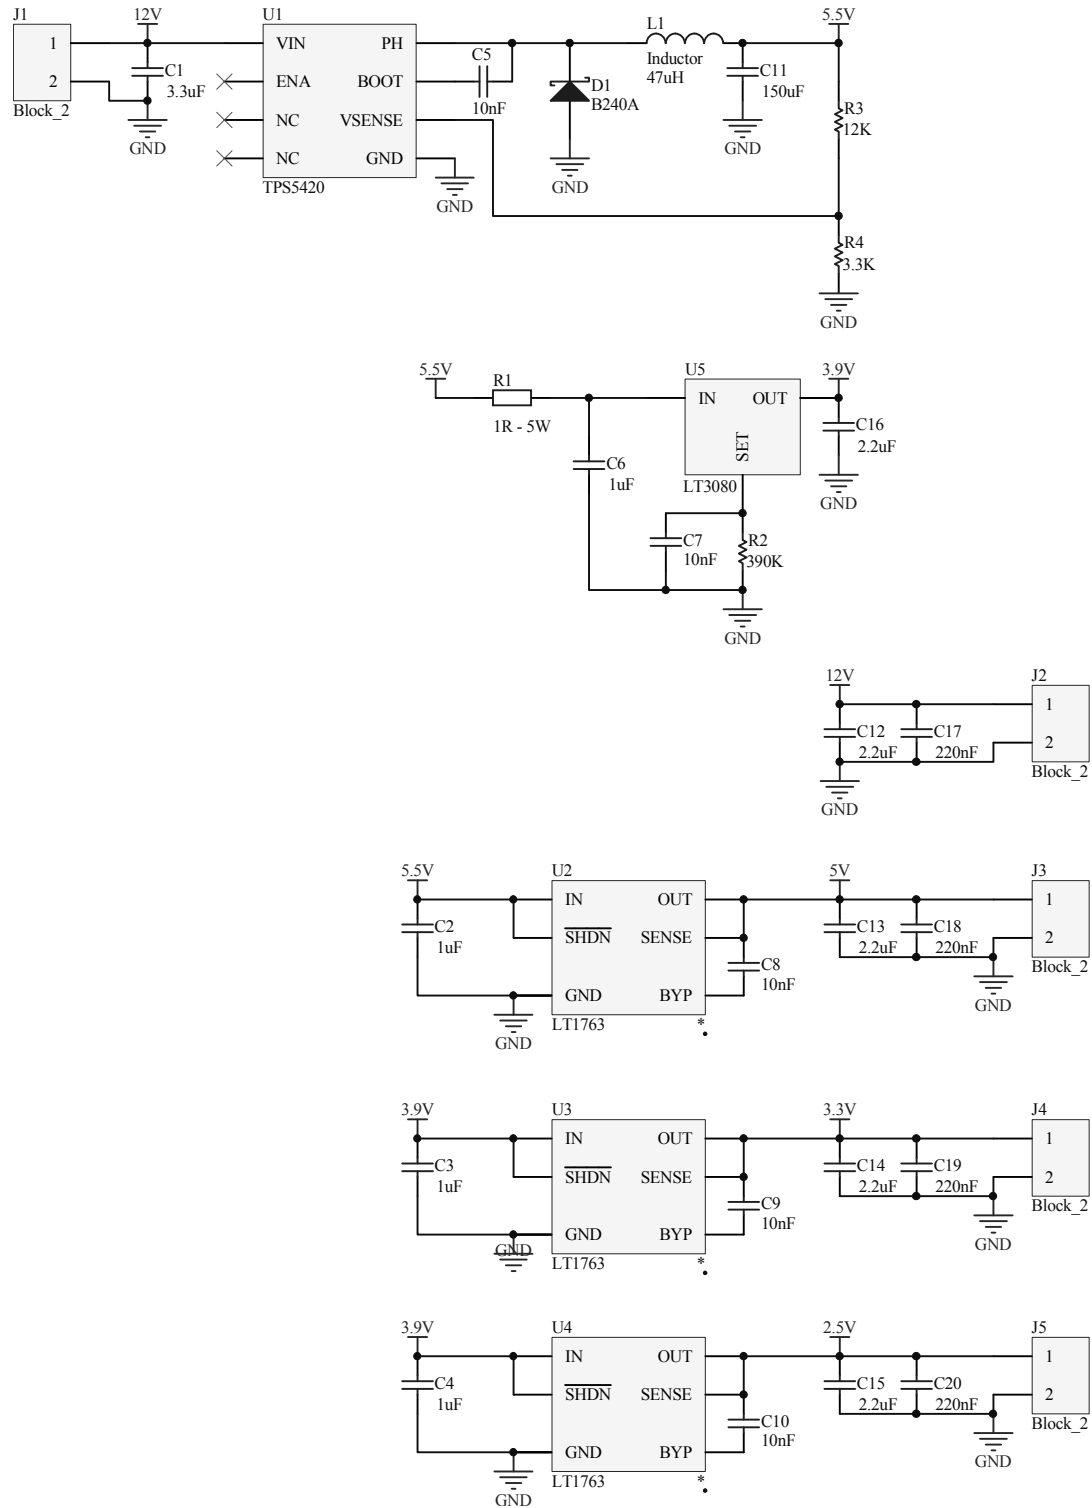 J1
1
2
Block_2
12V
C1
3.3uF
GND
U1
VIN
ENA
NC
NC
PH
BOOT
VSENSE
GND
TPS5420
GND
C5
10nF
D1
B240A
GND
L1
Inductor
47uH
C11
150uF
GND
5.5V
R3
12K
R4
3.3K
GND
5.5V
R1
1R - 5W
C6
1uF
U5
IN
OUT
SET
LT3080
C7
10nF
R2
390K
GND
3.9V
C16
2.2uF
GND
12V
C12
2.2uF
C17
220nF
GND
J2
1
2
Block_2
5.5V
C2
1uF
GND
U2
IN
SHDN
GND
OUT
SENSE
BYP
LT1763
*
C8
10nF
5V
C13
2.2uF
C18
220nF
GND
J3
1
2
Block_2
3.9V
C3
1uF
GND
U3
IN
SHDN
GND
OUT
SENSE
BYP
LT1763
*
C9
10nF
3.3V
C14
2.2uF
C19
220nF
GND
J4
1
2
Block_2
3.9V
C4
1uF
GND
U4
IN
SHDN
GND
OUT
SENSE
BYP
LT1763
*
C10
10nF
2.5V
C15
2.2uF
C20
220nF
GND
J5
1
2
Block_2